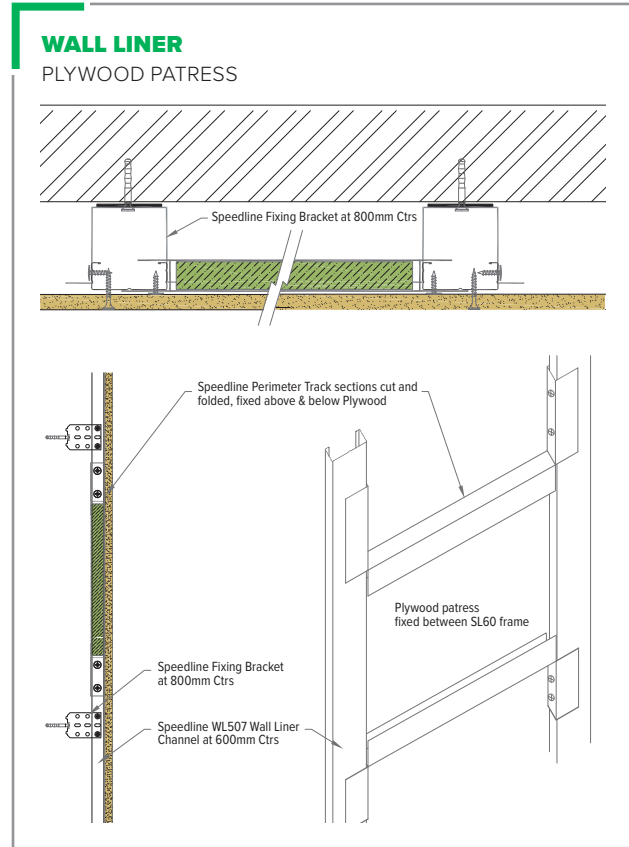 WALL LINER
PLYWOOD PATRESS
Speedline Fixing Bracket at 800mm Ctrs
Speedline Perimeter Track sections cut and
folded, fixed above & below Plywood
Plywood patress
fixed between SL60 frame
Speedline Fixing Bracket
at 800mm Ctrs
Speedline WL507 Wall Liner
Channel at 600mm Ctrs